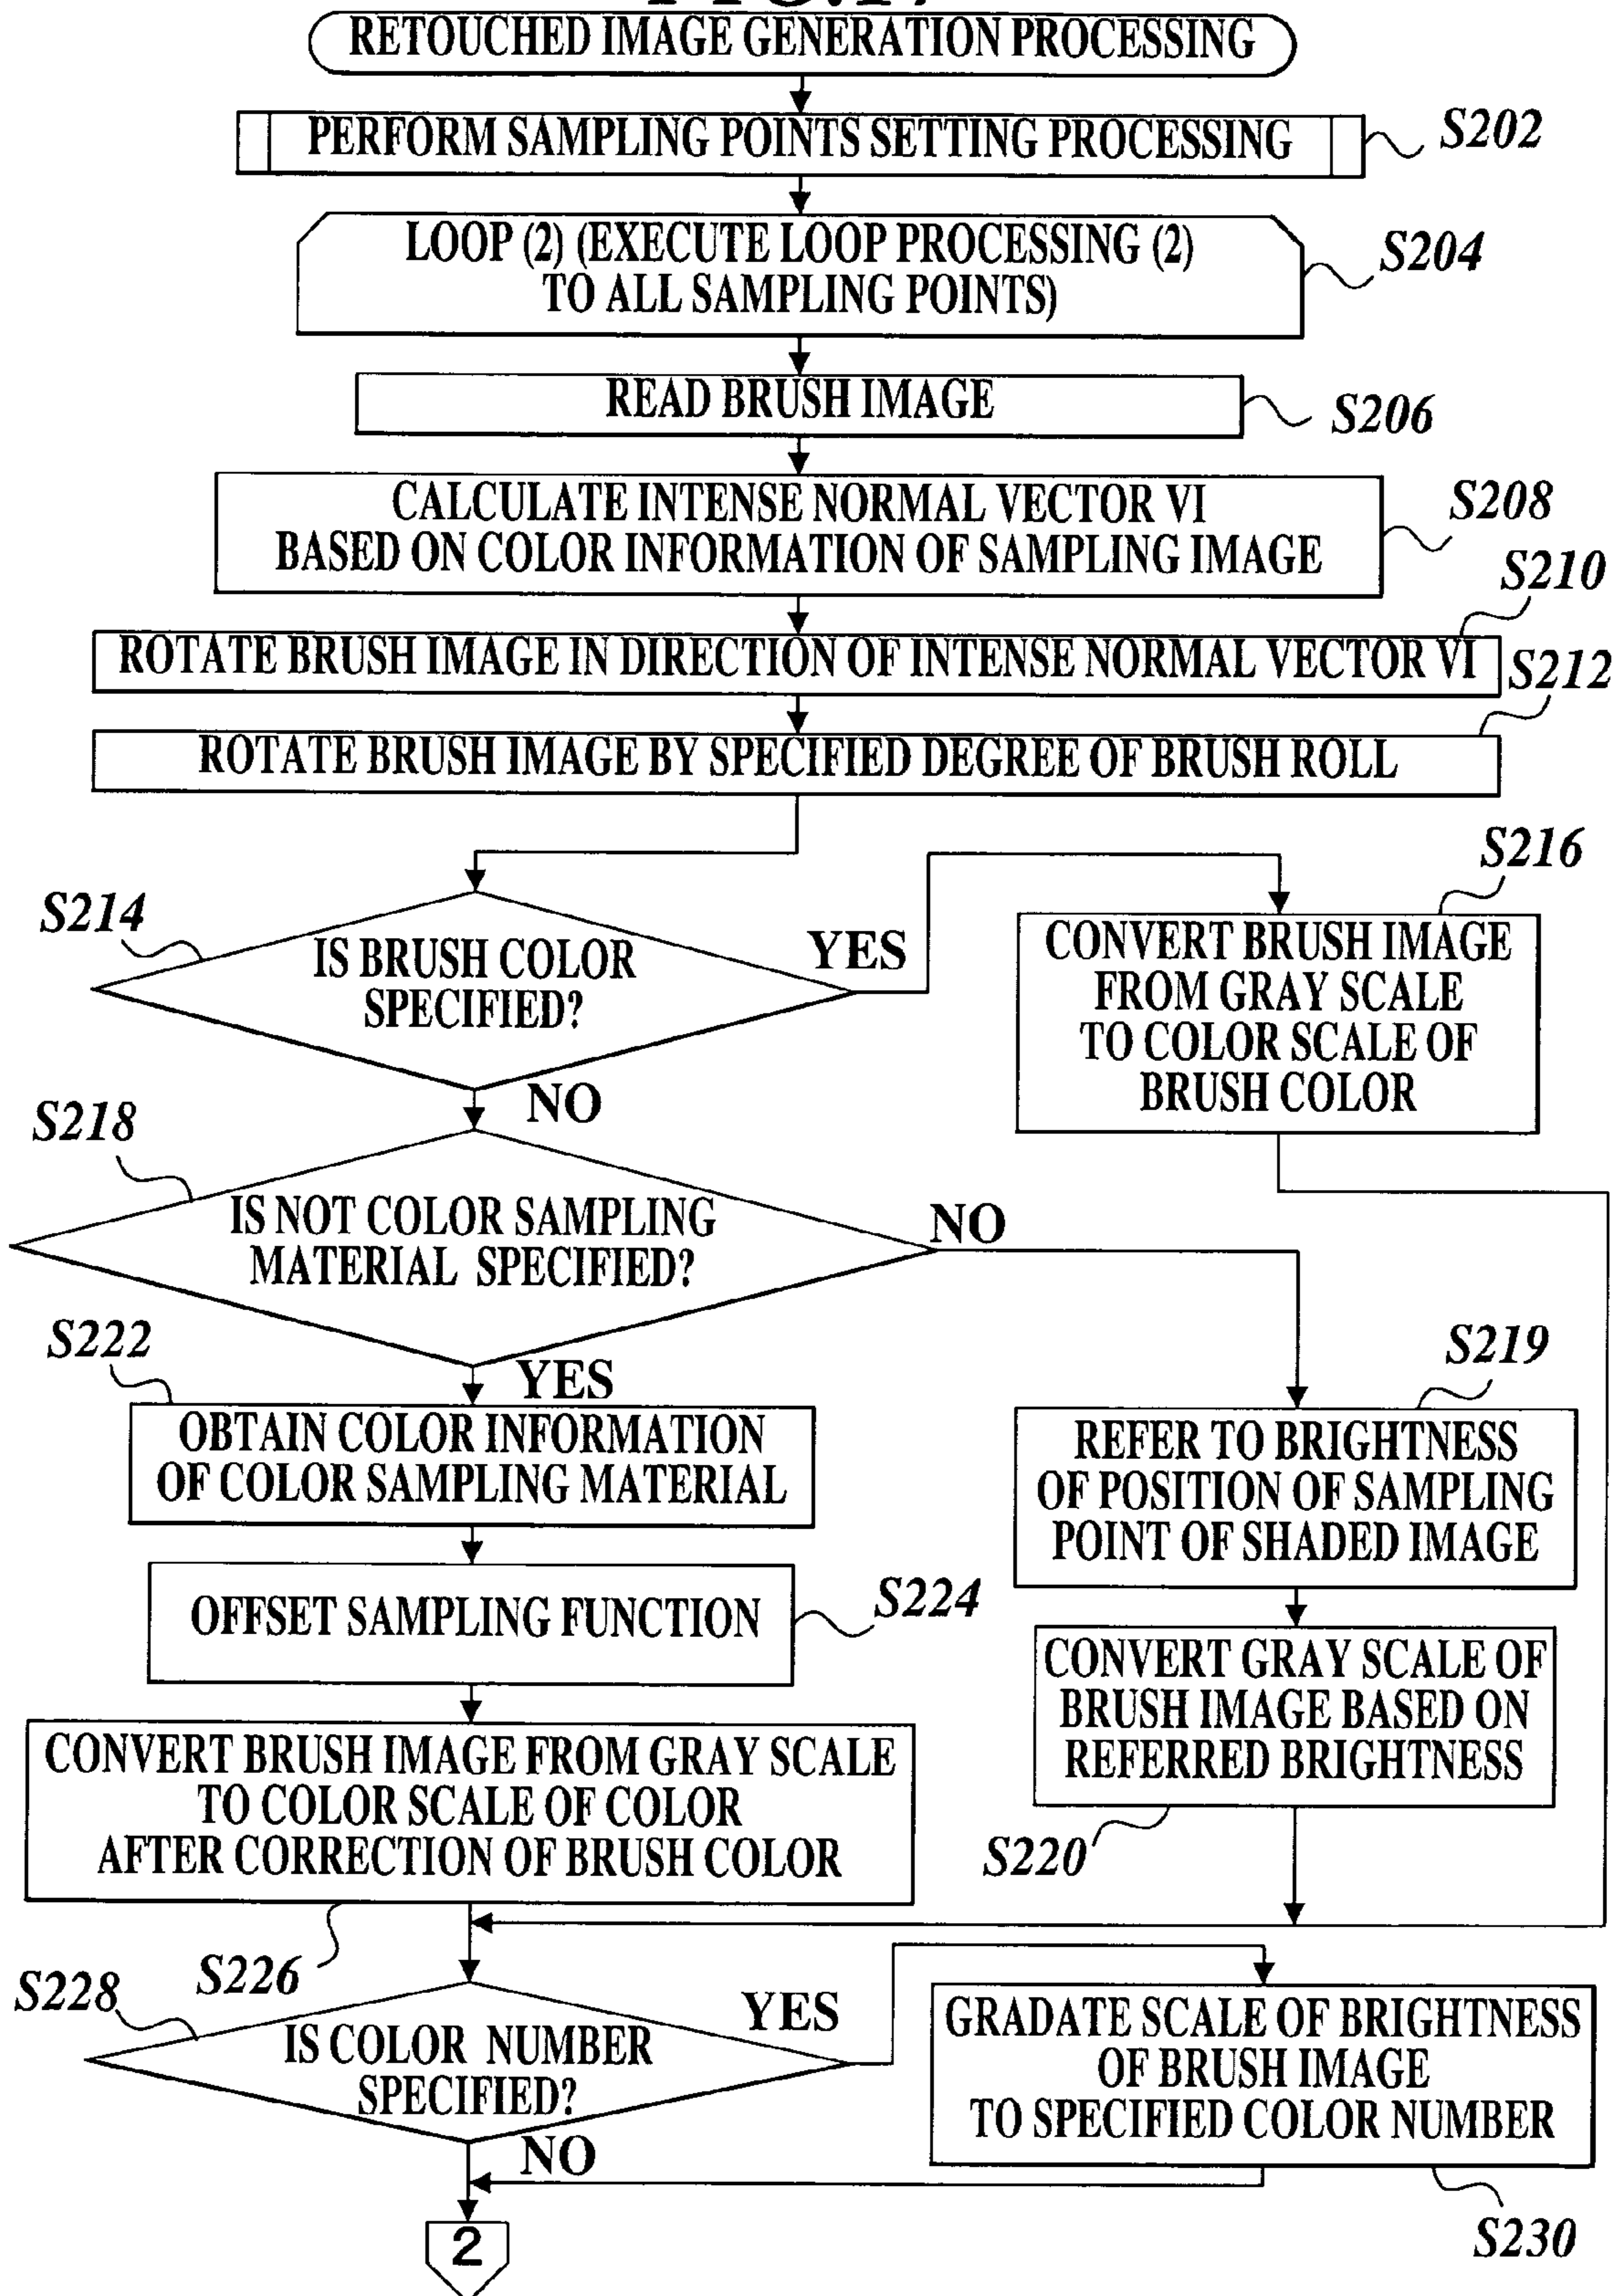 RETOUCHED IMAGE GENERATION PROCESSING
PERFORM SAMPLING POINTS SETTING PROCESSING
S202
LOOP (2) (EXECUTE LOOP PROCESSING (2)
TO ALL SAMPLING POINTS)
S204
READ BRUSH IMAGE
S206
CALCULATE INTENSE NORMAL VECTOR VI
BASED ON COLOR INFORMATION OF SAMPLING IMAGE
S208
S210
ROTATE BRUSH IMAGE IN DIRECTION OF INTENSE NORMAL VECTOR VI
S212
ROTATE BRUSH IMAGE BY SPECIFIED DEGREE OF BRUSH ROLL
S214
IS BRUSH COLOR
SPECIFIED?
YES
NO
S216
CONVERT BRUSH IMAGE
FROM GRAY SCALE
TO COLOR SCALE OF
BRUSH COLOR
S218
IS NOT COLOR SAMPLING
MATERIAL SPECIFIED?
NO
YES
S222
OBTAIN COLOR INFORMATION
OF COLOR SAMPLING MATERIAL
S219
REFER TO BRIGHTNESS
OF POSITION OF SAMPLING
POINT OF SHADED IMAGE
OFFSET SAMPLING FUNCTION
S224
CONVERT GRAY SCALE OF
BRUSH IMAGE BASED ON
REFERRED BRIGHTNESS
S220
CONVERT BRUSH IMAGE FROM GRAY SCALE
TO COLOR SCALE OF COLOR
AFTER CORRECTION OF BRUSH COLOR
S226
S228
IS COLOR NUMBER
SPECIFIED?
YES
NO
GRADATE SCALE OF BRIGHTNESS
OF BRUSH IMAGE
TO SPECIFIED COLOR NUMBER
S230
2